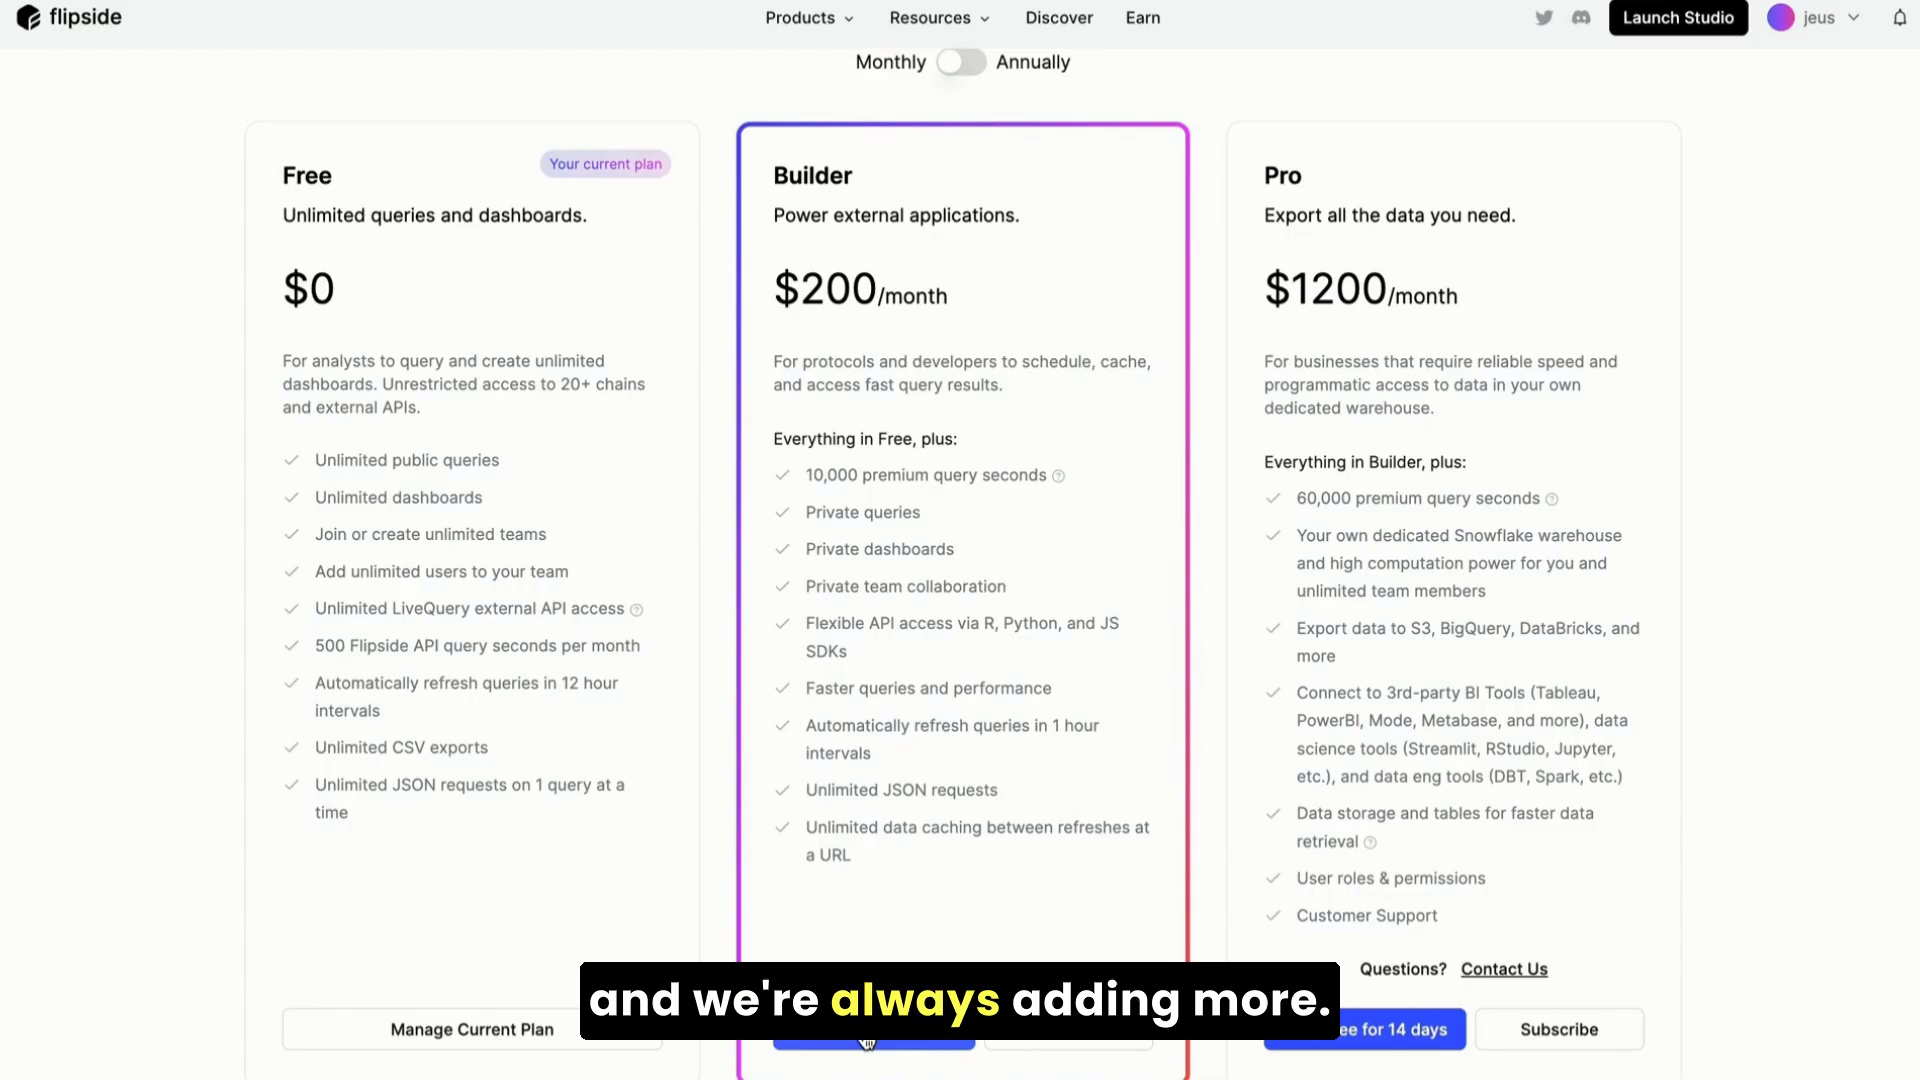 flipside
Products
Resources
Discover
Earn
Launch Studio
jeus
Monthly
Annually
Free
Your current plan
Unlimited queries and dashboards.
$0
For analysts to query and create unlimited
dashboards. Unrestricted access to 20+ chains
and external APIs.
Unlimited public queries
Unlimited dashboards
Join or create unlimited teams
Add unlimited users to your team
Unlimited LiveQuery external API access
500 Flipside API query seconds per month
Automatically refresh queries in 12 hour
intervals
Unlimited CSV exports
Unlimited JSON requests on 1 query at a
time
Manage Current Plan
Builder
Power external applications.
$200/month
For protocols and developers to schedule, cache,
and access fast query results.
Everything in Free, plus:
10,000 premium query seconds
Private queries
Private dashboards
Private team collaboration
Flexible API access via R, Python, and JS
SDKs
Faster queries and performance
Automatically refresh queries in 1 hour
intervals
Unlimited JSON requests
Unlimited data caching between refreshes at
a URL
Pro
Export all the data you need.
$1200/month
For businesses that require reliable speed and
programmatic access to data in your own
dedicated warehouse.
Everything in Builder, plus:
60,000 premium query seconds
Your own dedicated Snowflake warehouse
and high computation power for you and
unlimited team members
Export data to S3, BigQuery, DataBricks, and
more
Connect to 3rd-party BI Tools (Tableau,
PowerBI, Mode, Metabase, and more), data
science tools (Streamlit, RStudio, Jupyter,
etc.), and data eng tools (DBT, Spark, etc.)
Data storage and tables for faster data
retrieval
User roles & permissions
Customer Support
Questions? Contact Us
for 14 days
Subscribe
and we're always adding more.